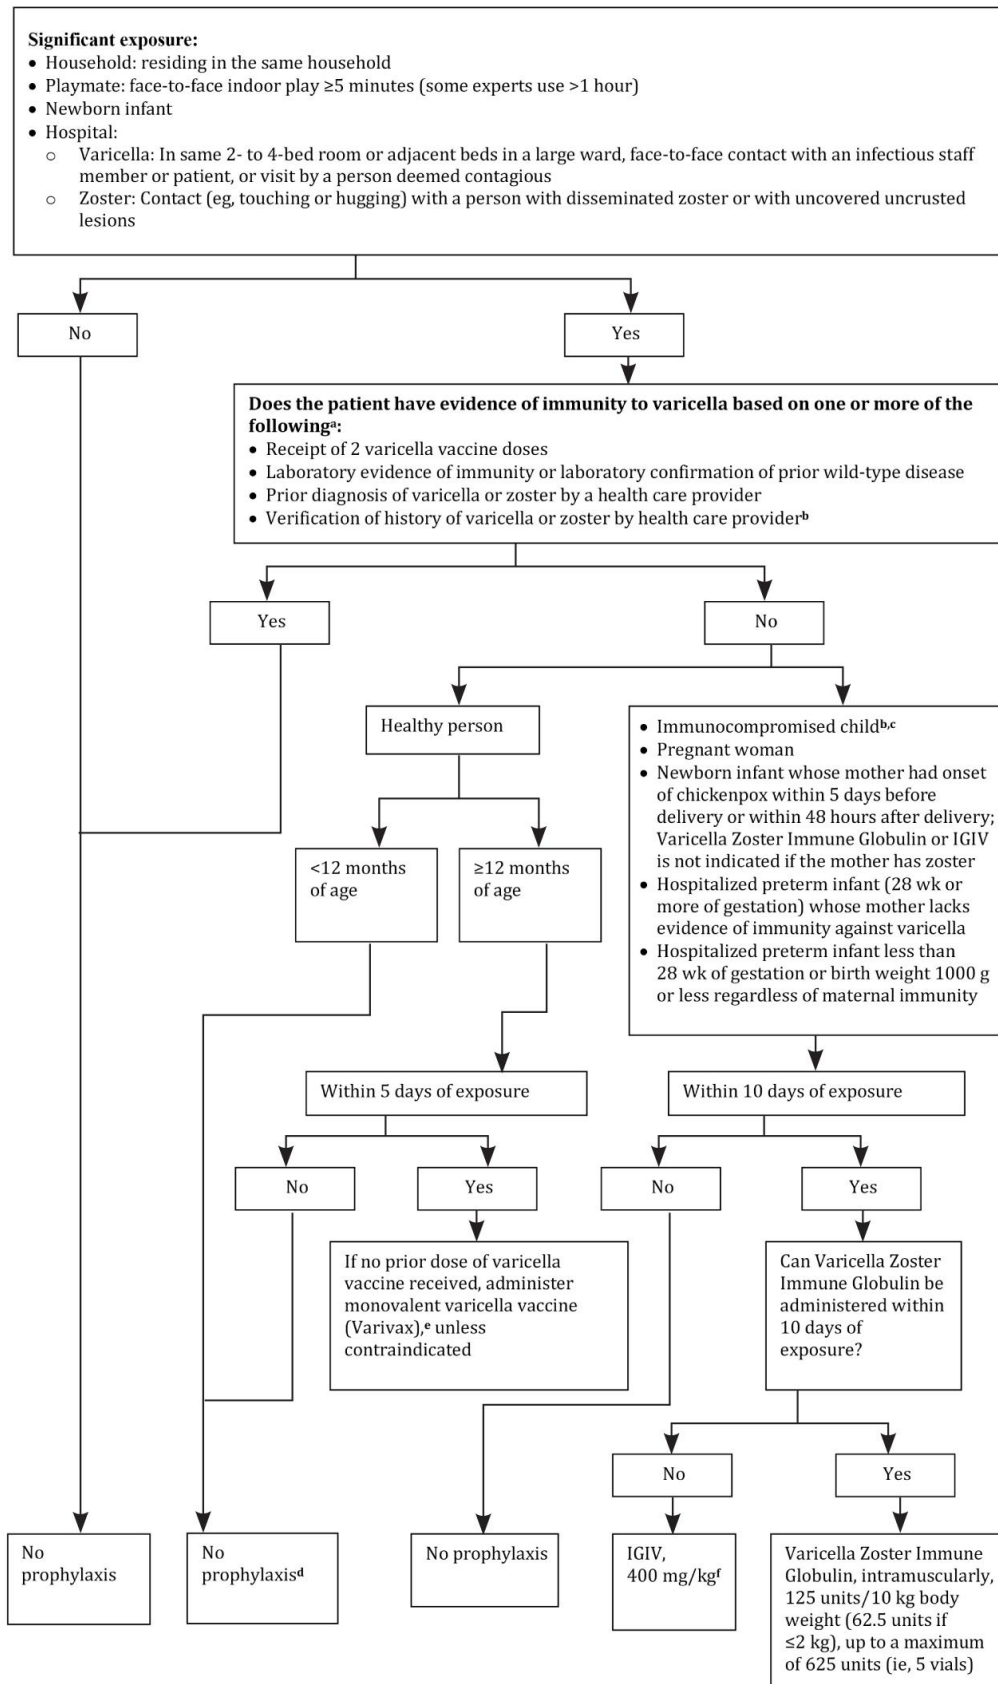 Significant exposure:
• Household: residing in the same household
• Playmate: face-to-face indoor play ≥5 minutes (some experts use >1 hour)
• Newborn infant
• Hospital:
o Varicella: In same 2- to 4-bed room or adjacent beds in a large ward, face-to-face contact with an infectious staff
member or patient, or visit by a person deemed contagious
o Zoster: Contact (eg, touching or hugging) with a person with disseminated zoster or with uncovered uncrusted
lesions
No
Yes
Does the patient have evidence of immunity to varicella based on one or more of the
followingᵃ:
• Receipt of 2 varicella vaccine doses
• Laboratory evidence of immunity or laboratory confirmation of prior wild-type disease
• Prior diagnosis of varicella or zoster by a health care provider
• Verification of history of varicella or zoster by health care providerᵇ
Yes
No
Healthy person
• Immunocompromised childᵇ,ᶜ
• Pregnant woman
• Newborn infant whose mother had onset
of chickenpox within 5 days before
delivery or within 48 hours after delivery;
Varicella Zoster Immune Globulin or IGIV
is not indicated if the mother has zoster
• Hospitalized preterm infant (28 wk or
more of gestation) whose mother lacks
evidence of immunity against varicella
• Hospitalized preterm infant less than
28 wk of gestation or birth weight 1000 g
or less regardless of maternal immunity
<12 months
of age
≥12 months
of age
Within 5 days of exposure
Within 10 days of exposure
No
Yes
No
Yes
If no prior dose of varicella
vaccine received, administer
monovalent varicella vaccine
(Varivax),ᵉ unless
contraindicated
Can Varicella Zoster
Immune Globulin be
administered within
10 days of
exposure?
No
Yes
No
prophylaxis
No
prophylaxisᵈ
No prophylaxis
IGIV,
400 mg/kgᶠ
Varicella Zoster Immune
Globulin, intramuscularly,
125 units/10 kg body
weight (62.5 units if
≤2 kg), up to a maximum
of 625 units (ie, 5 vials)